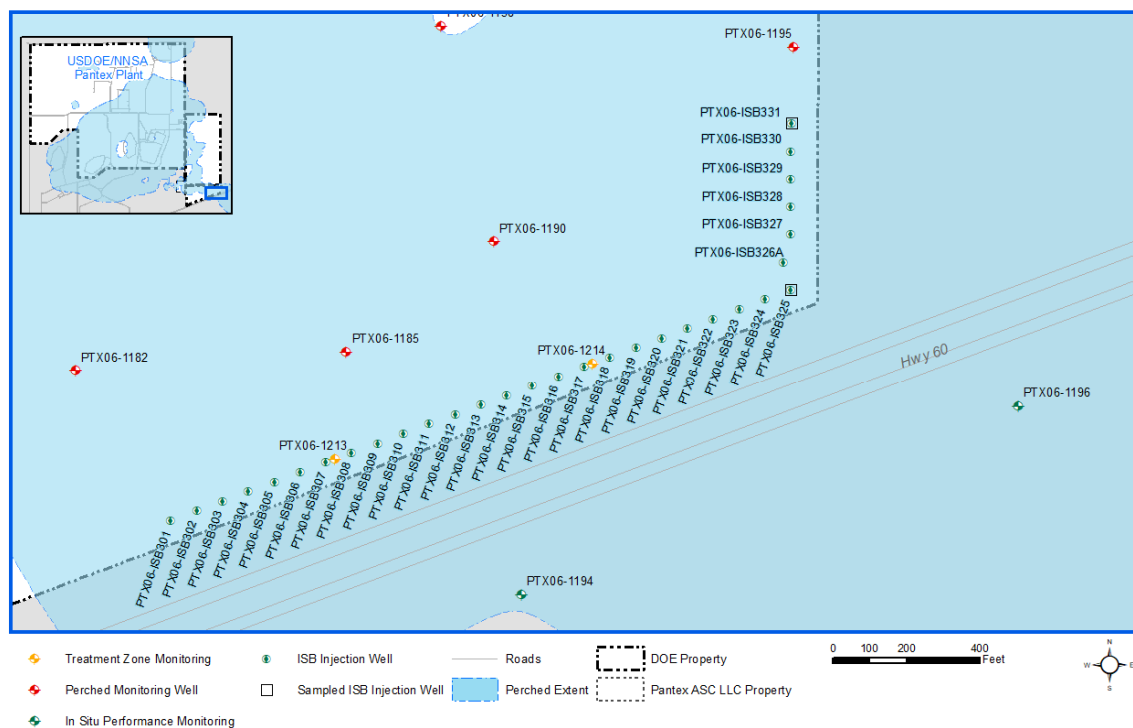 PTX06-1195
USDOE/NNSA
Pantex Plant
PTX06-ISB331
PTX06-ISB330
PTX06-ISB329
PTX06-ISB328
PTX06-ISB327
PTX06-ISB326A
PTX06-1190
PTX06-1185
PTX06-1182
PTX06-1214
PTX06-1213
PTX06-1196
PTX06-1194
Hwy 60
PTX06-ISB301
PTX06-ISB302
PTX06-ISB303
PTX06-ISB304
PTX06-ISB305
PTX06-ISB306
PTX06-ISB307
PTX06-ISB308
PTX06-ISB309
PTX06-ISB310
PTX06-ISB311
PTX06-ISB312
PTX06-ISB313
PTX06-ISB314
PTX06-ISB315
PTX06-ISB316
PTX06-ISB317
PTX06-ISB318
PTX06-ISB319
PTX06-ISB320
PTX06-ISB321
PTX06-ISB322
PTX06-ISB323
PTX06-ISB324
PTX06-ISB325
Treatment Zone Monitoring
ISB Injection Well
Roads
DOE Property
Perched Monitoring Well
Sampled ISB Injection Well
Perched Extent
Pantex ASC LLC Property
In Situ Performance Monitoring
0 100 200 400
Feet
N
W
E
S